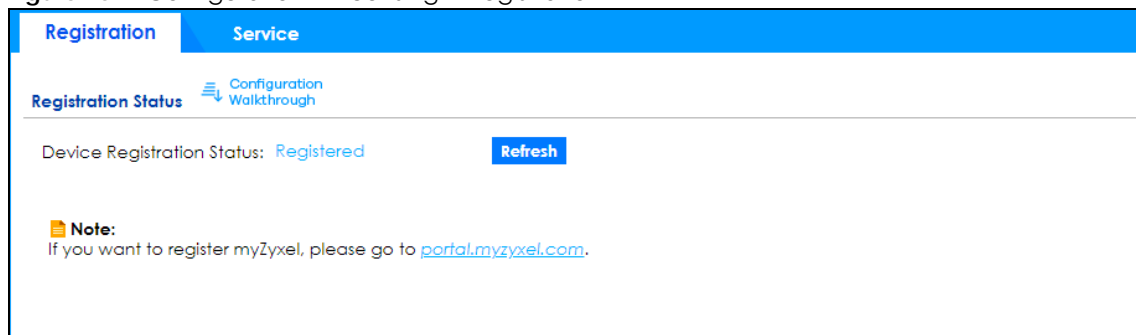 Registration Service
Configuration
Registration Status Walkthrough
Device Registration Status: Registered Refresh
Note:
If you want to register myZyxel, please go to portal.myzyxel.com.